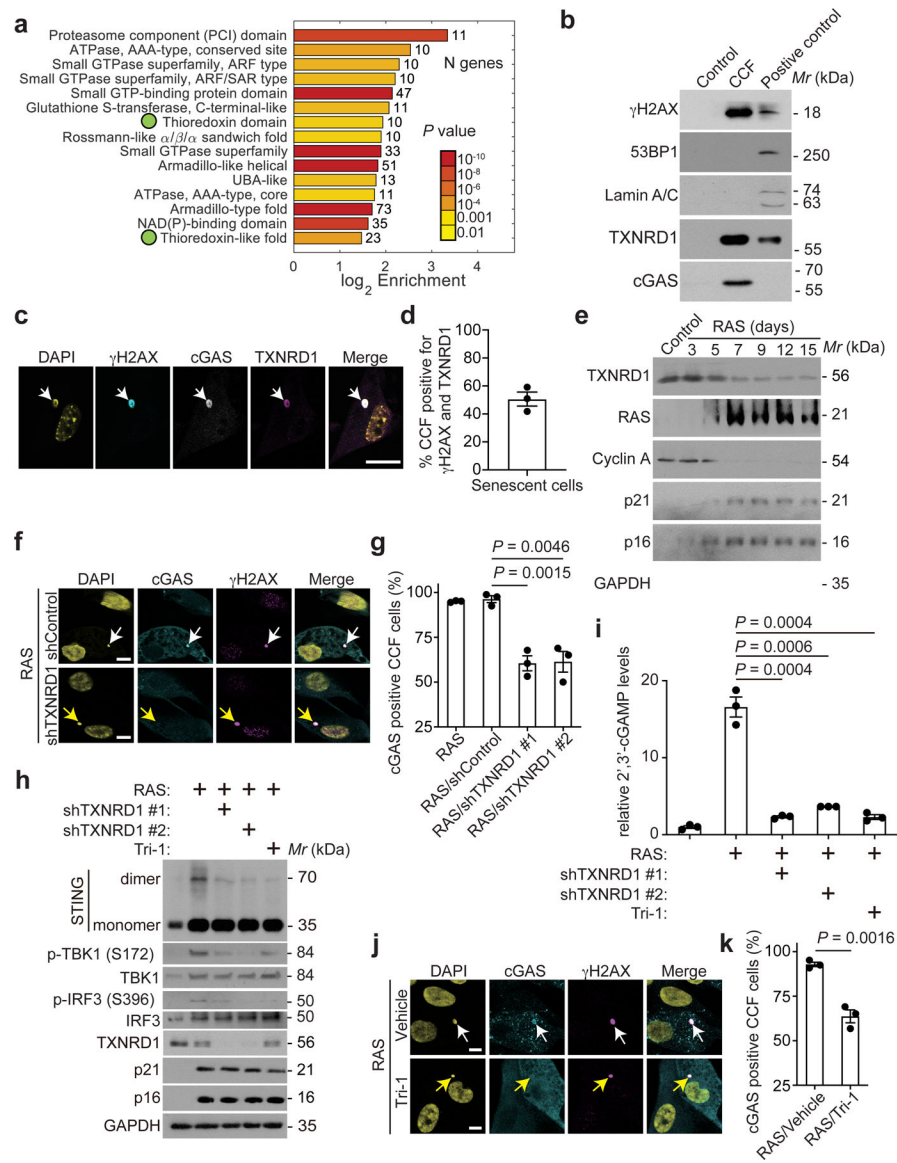 a
Proteasome component (PCI) domain
11
ATPase, AAA-type, conserved site
10
Small GTPase superfamily, ARF type
10
Small GTPase superfamily, ARF/SAR type
10
Small GTP-binding protein domain
47
Glutathione S-transferase, C-terminal-like
11
Thioredoxin domain
10
Rossmann-like α/β/α sandwich fold
10
Small GTPase superfamily
33
Armadillo-like helical
51
UBA-like
13
ATPase, AAA-type, core
11
Armadillo-type fold
73
NAD(P)-binding domain
35
Thioredoxin-like fold
23
N genes
P value
10-10
10-8
10-6
10-4
0.001
0.01
0 1 2 3 4
log2 Enrichment
b
Control
CCF
Postive control
Mr (kDa)
γH2AX
- 18
53BP1
- 250
Lamin A/C
- 74
- 63
TXNRD1
- 55
cGAS
- 70
- 55
c
DAPI γH2AX cGAS TXNRD1 Merge
d
% CCF positive for
γH2AX and TXNRD1
100
80
60
40
20
0
Senescent cells
e
Control
RAS (days)
3 5 7 9 12 15 Mr (kDa)
TXNRD1
- 56
RAS
- 21
Cyclin A
- 54
p21
- 21
p16
- 16
GAPDH
- 35
f
DAPI cGAS γH2AX Merge
RAS
shControl
shTXNRD1
g
P = 0.0046
P = 0.0015
cGAS positive CCF cells (%)
100
75
50
25
RAS
RAS/shControl
RAS/shTXNRD1 #1
RAS/shTXNRD1 #2
h
RAS: + + + +
shTXNRD1 #1: +
shTXNRD1 #2: +
Tri-1: + Mr (kDa)
STING
dimer
- 70
monomer
- 35
p-TBK1 (S172)
- 84
TBK1
- 84
p-IRF3 (S396)
- 50
IRF3
- 50
TXNRD1
- 56
p21
- 21
p16
- 16
GAPDH
- 35
i
P = 0.0004
P = 0.0006
P = 0.0004
relative 2',3'-cGAMP levels
20
10
0
RAS: + + + +
shTXNRD1 #1: +
shTXNRD1 #2: +
Tri-1: +
j
DAPI cGAS γH2AX Merge
RAS
Vehicle
Tri-1
k
P = 0.0016
cGAS positive CCF cells (%)
100
75
50
25
RAS/Vehicle
RAS/Tri-1